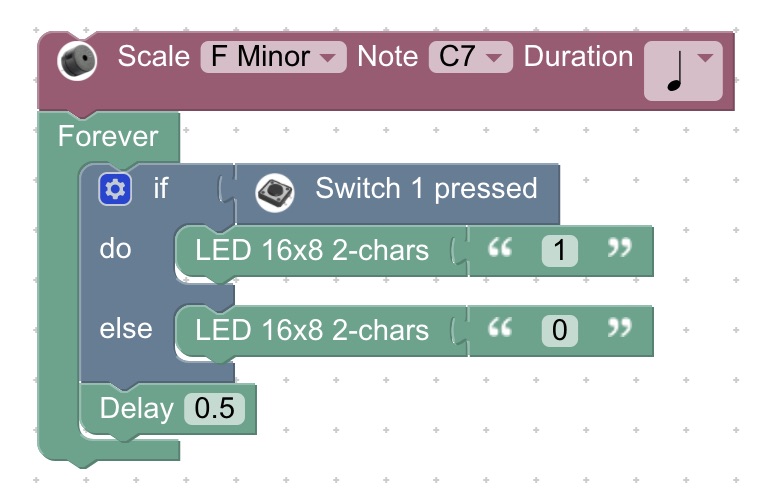 Scale F Minor Note C7 Duration
Forever
if Switch 1 pressed
do LED 16x8 2-chars “ 1 ”
else LED 16x8 2-chars “ 0 ”
Delay 0.5